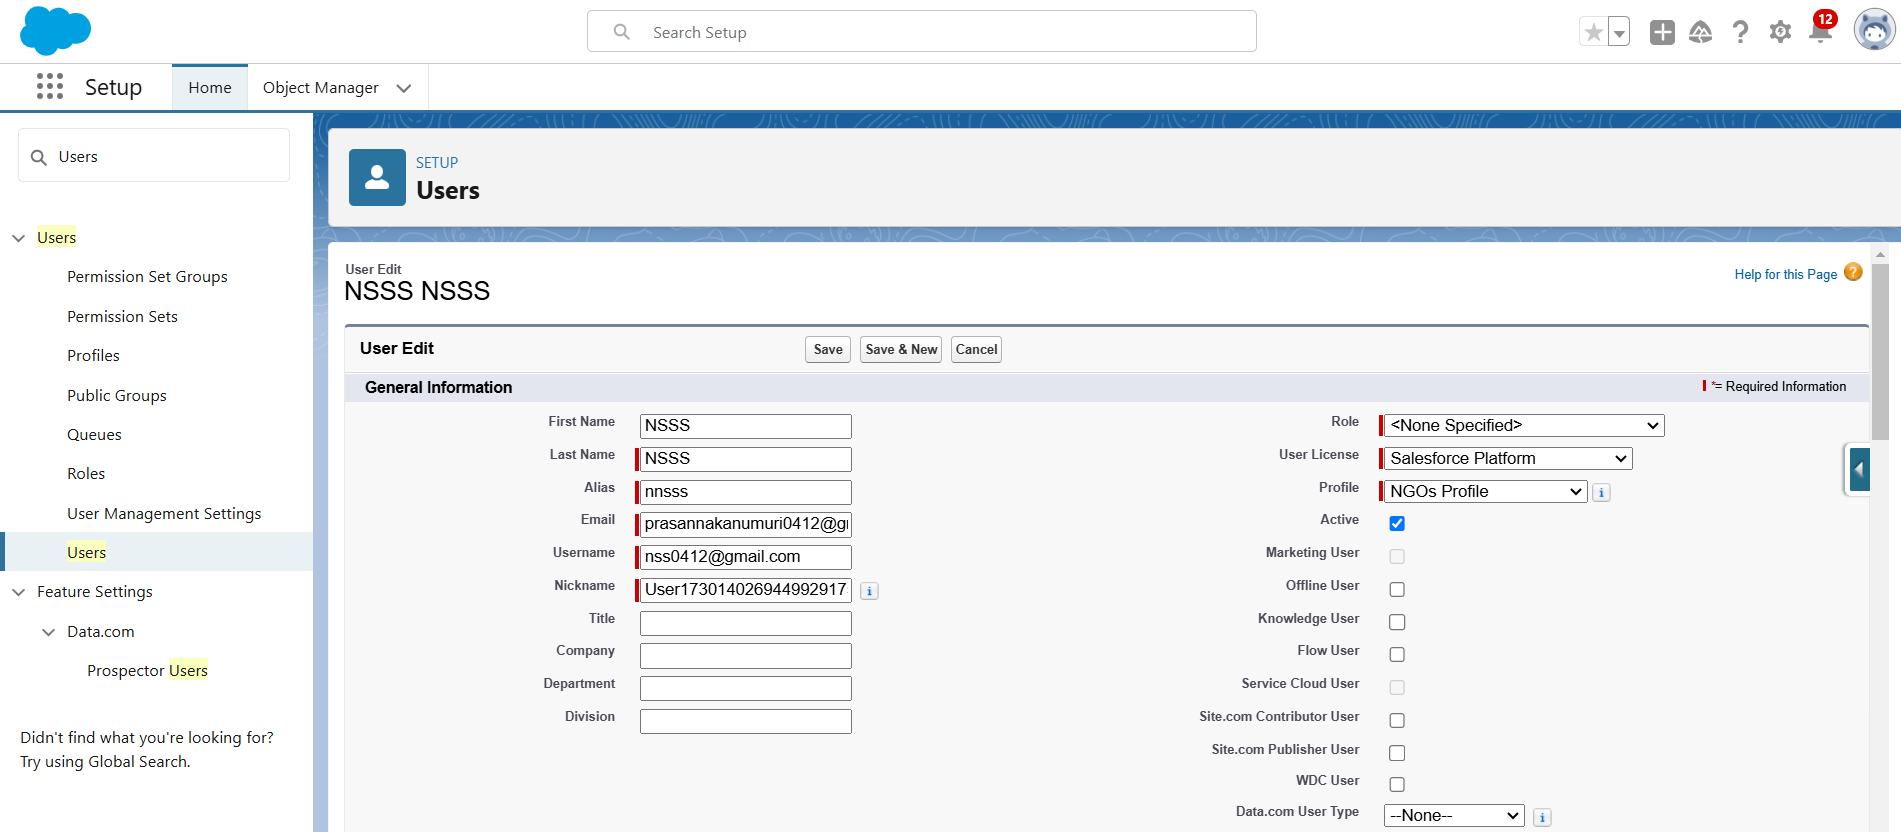 Search Setup
12
Setup
Home
Object Manager
Users
SETUP
Users
Users
Permission Set Groups
Permission Sets
Profiles
Public Groups
Queues
Roles
User Management Settings
Users
Feature Settings
Data.com
Prospector Users
Didn't find what you're looking for?
Try using Global Search.
User Edit
NSSS NSSS
Help for this Page
User Edit
Save
Save & New
Cancel
General Information
*= Required Information
First Name NSSS
Last Name NSSS
Alias nnsss
Email prasannakanumuri0412@g
Username nss0412@gmail.com
Nickname User173014026944992917
Title
Company
Department
Division
Role <None Specified>
User License Salesforce Platform
Profile NGOs Profile
Active
Marketing User
Offline User
Knowledge User
Flow User
Service Cloud User
Site.com Contributor User
Site.com Publisher User
WDC User
Data.com User Type --None--